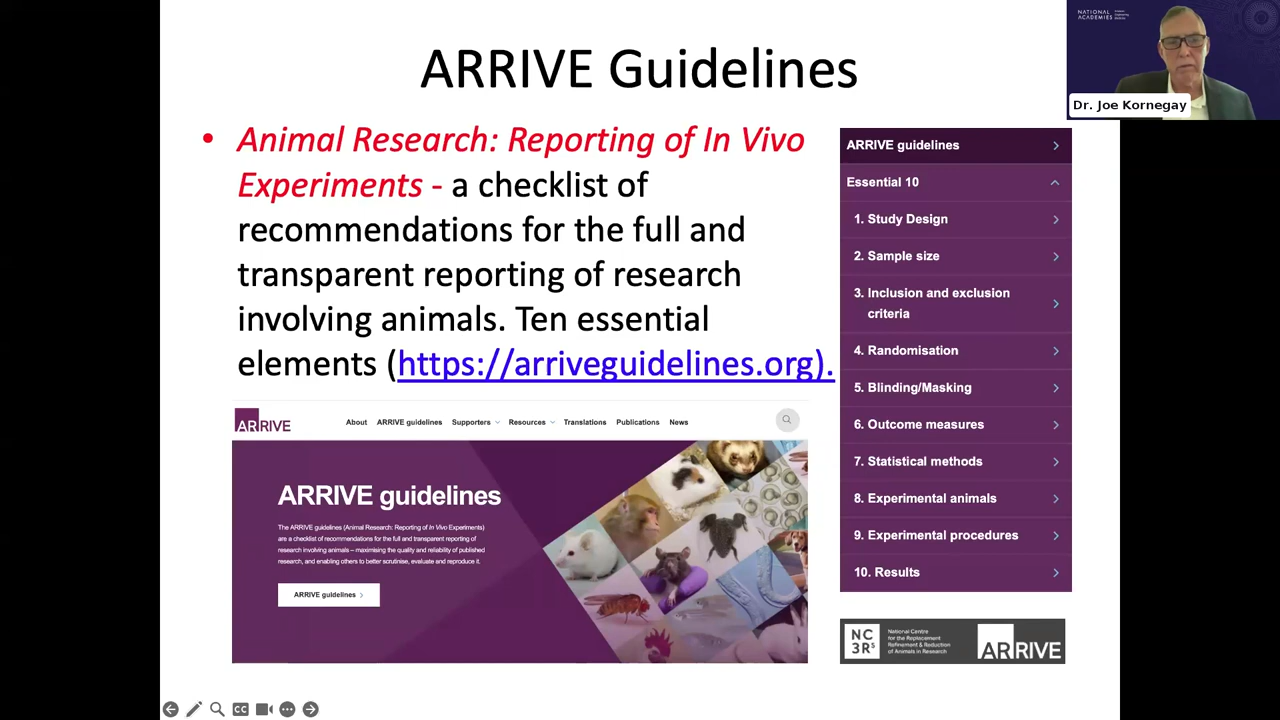 ARRIVE Guidelines
NATIONAL
ACADEMIES
Sciences
Engineering
Medicine
Dr. Joe Kornegay
• Animal Research: Reporting of In Vivo
Experiments - a checklist of
recommendations for the full and
transparent reporting of research
involving animals. Ten essential
elements (https://arriveguidelines.org).
ARRIVE guidelines
Essential 10
1. Study Design
2. Sample size
3. Inclusion and exclusion
criteria
4. Randomisation
5. Blinding/Masking
6. Outcome measures
7. Statistical methods
8. Experimental animals
9. Experimental procedures
10. Results
ARRIVE
About ARRIVE guidelines Supporters Resources Translations Publications News
ARRIVE guidelines
The ARRIVE guidelines (Animal Research: Reporting of In Vivo Experiments)
are a checklist of recommendations for the full and transparent reporting of
research involving animals – maximising the quality and reliability of published
research, and enabling others to better scrutinise, evaluate and reproduce it.
ARRIVE guidelines
NC
3Rs
National Centre
for the Replacement
Refinement & Reduction
of Animals in Research
ARRIVE
CC